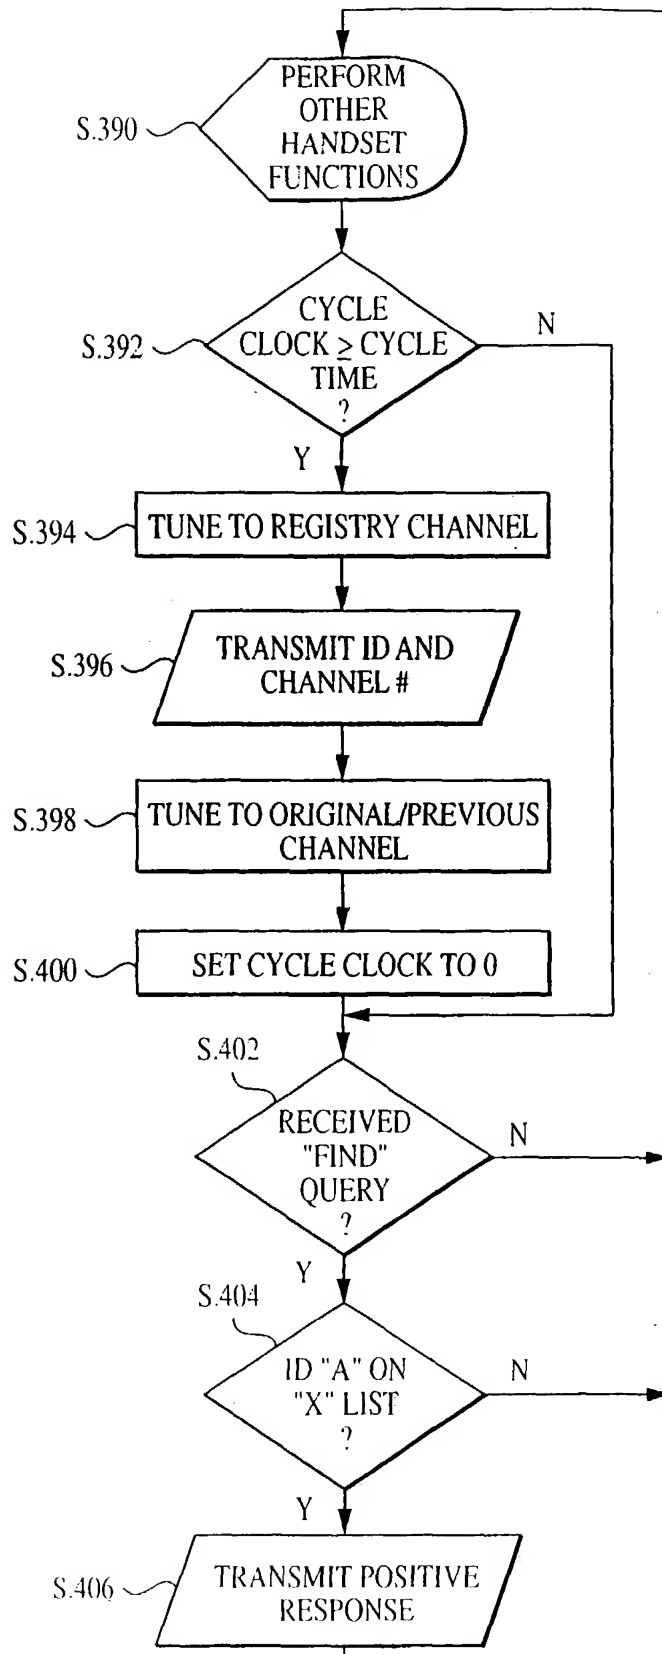 PERFORM
OTHER
HANDSET
FUNCTIONS
S.390
CYCLE
CLOCK ≥ CYCLE
TIME
?
S.392
N
Y
S.394
TUNE TO REGISTRY CHANNEL
S.396
TRANSMIT ID AND
CHANNEL #
S.398
TUNE TO ORIGINAL/PREVIOUS
CHANNEL
S.400
SET CYCLE CLOCK TO 0
S.402
RECEIVED
"FIND"
QUERY
?
N
Y
S.404
ID "A" ON
"X" LIST
?
N
Y
S.406
TRANSMIT POSITIVE
RESPONSE